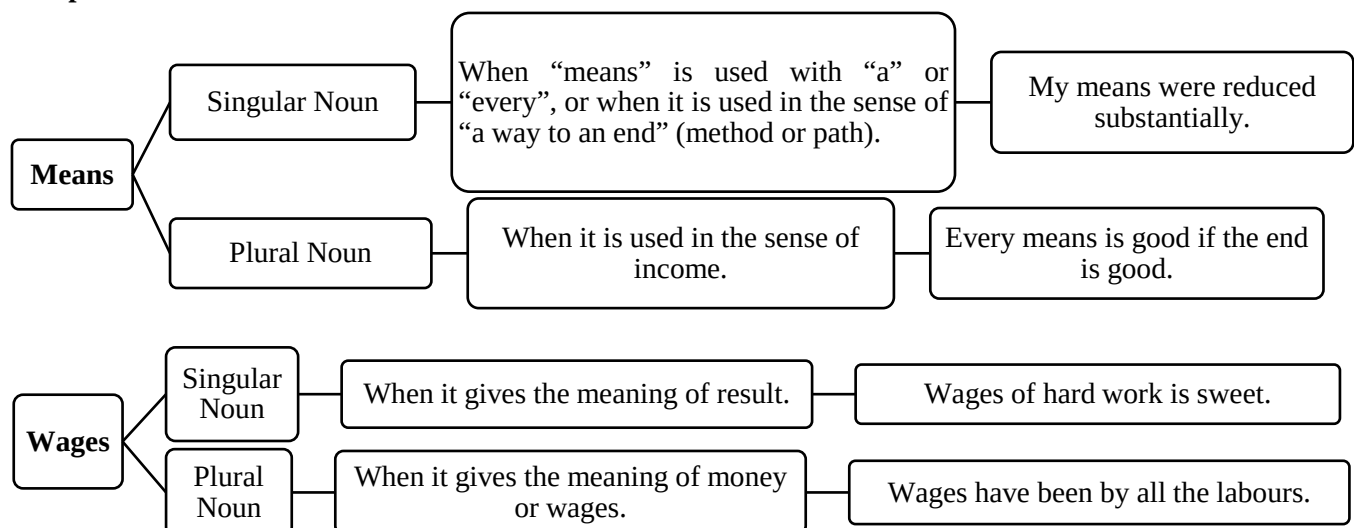 Means
Singular Noun
When “means” is used with “a” or
“every”, or when it is used in the sense of
“a way to an end” (method or path).
My means were reduced
substantially.
Plural Noun
When it is used in the sense of
income.
Every means is good if the end
is good.
Wages
Singular
Noun
When it gives the meaning of result.
Wages of hard work is sweet.
Plural
Noun
When it gives the meaning of money
or wages.
Wages have been by all the labours.